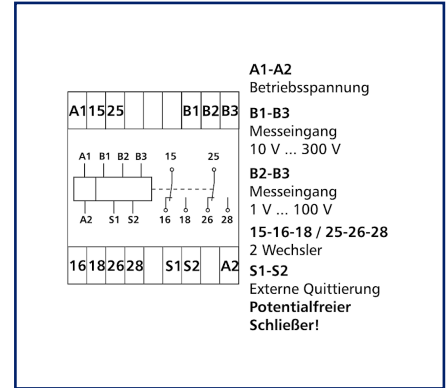 A1 15 25 B1 B2 B3
A1 B1 B2 B3 15 25
A2 S1 S2 16 18 26 28
16 18 26 28 S1 S2 A2
A1-A2
Betriebsspannung
B1-B3
Messeingang
10 V ... 300 V
B2-B3
Messeingang
1 V ... 100 V
15-16-18 / 25-26-28
2 Wechsler
S1-S2
Externe Quittierung
Potentialfreier
Schließer!